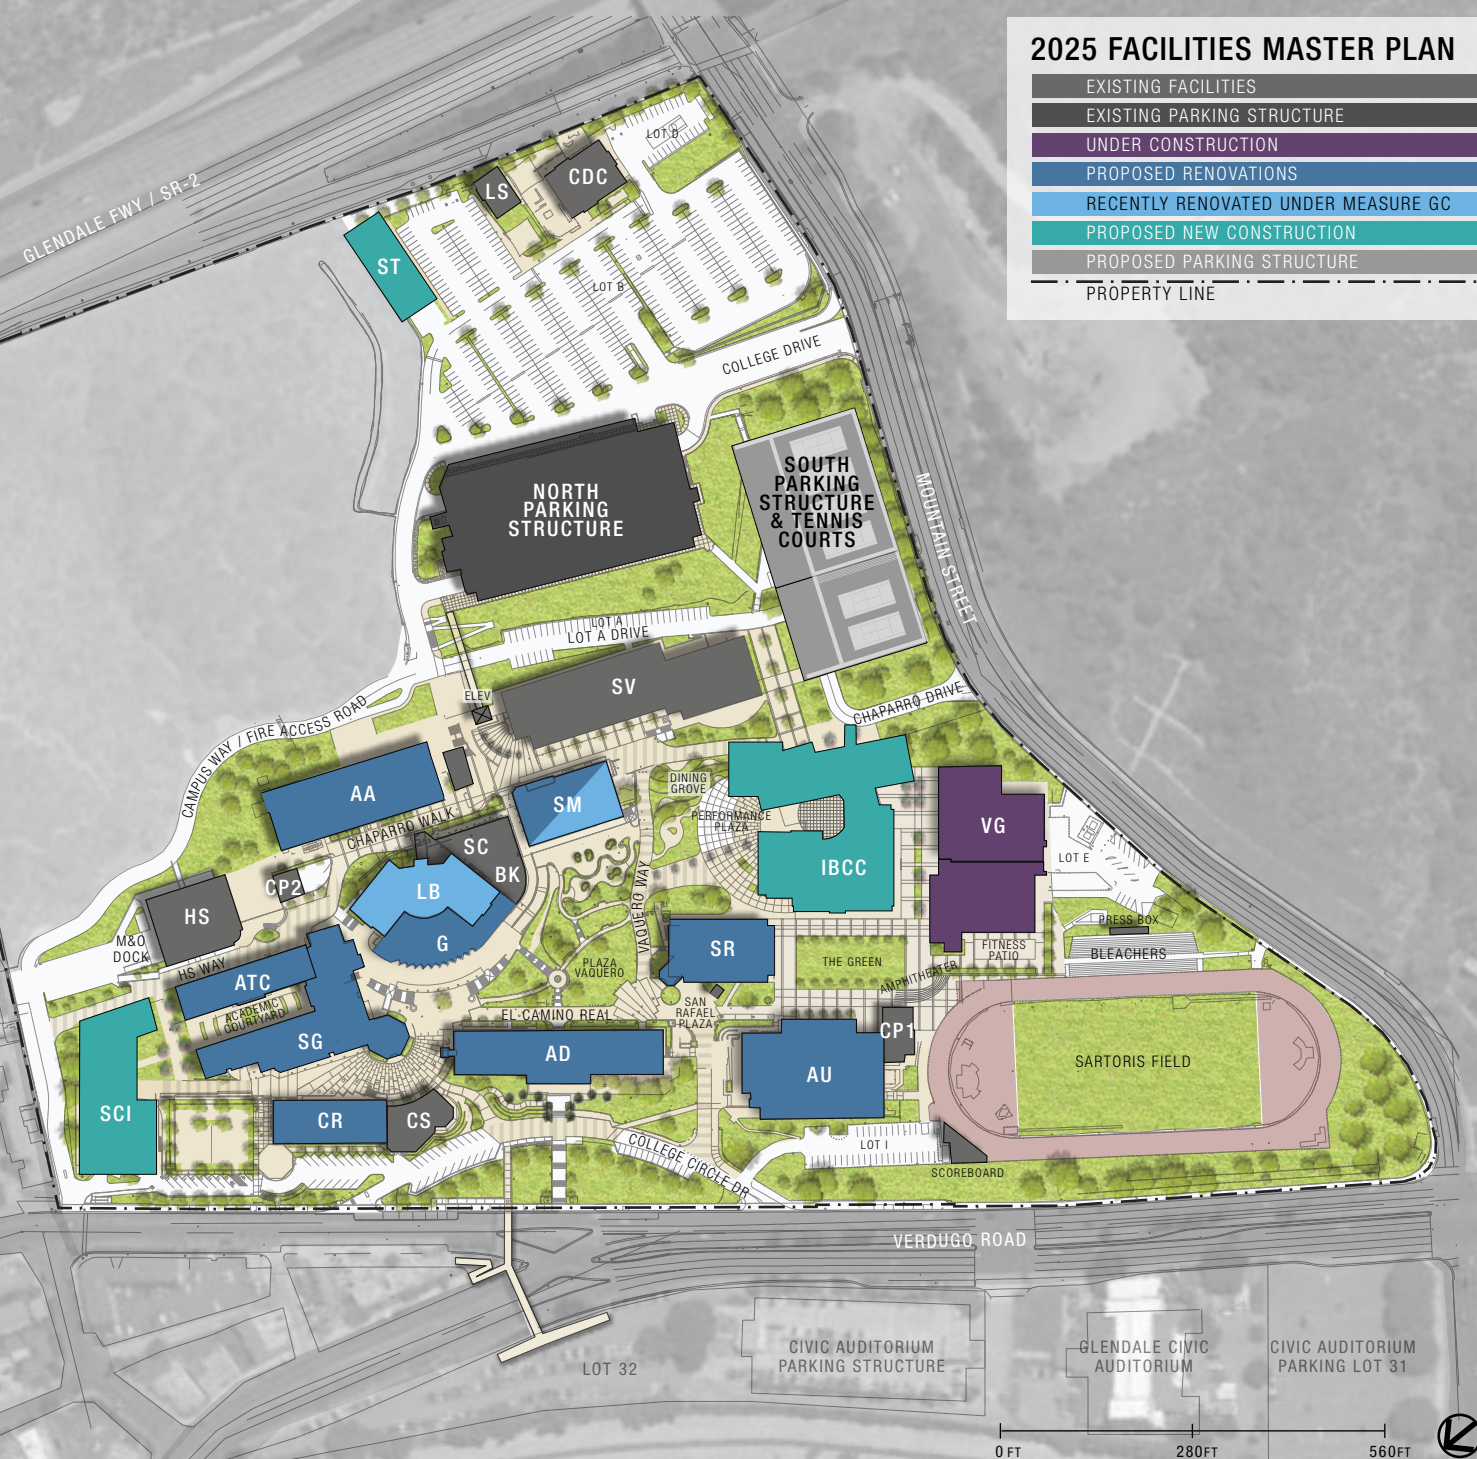 2025 FACILITIES MASTER PLAN
EXISTING FACILITIES
EXISTING PARKING STRUCTURE
UNDER CONSTRUCTION
PROPOSED RENOVATIONS
RECENTLY RENOVATED UNDER MEASURE GC
PROPOSED NEW CONSTRUCTION
PROPOSED PARKING STRUCTURE
PROPERTY LINE
GLENDALE FWY / SR-2
LOT D
CDC
LS
ST
LOT B
COLLEGE DRIVE
NORTH
PARKING
STRUCTURE
SOUTH
PARKING
STRUCTURE
& TENNIS
COURTS
MOUNTAIN STREET
LOT A
LOT A DRIVE
SV
ELEV
CHAPARRO DRIVE
CAMPUS WAY / FIRE ACCESS ROAD
AA
SM
DINING
GROVE
PERFORMANCE
PLAZA
VG
CHAPARRO WALK
SC
BK
IBCC
LOT E
CP2
LB
VAQUERO WAY
HS
M&O
DOCK
G
SR
PRESS BOX
BLEACHERS
FITNESS
PATIO
THE GREEN
AMPHITHEATER
HS WAY
ATC
ACADEMIC
COURTYARD
PLAZA
VAQUERO
SAN
RAFAEL
PLAZA
EL CAMINO REAL
SG
AD
AU
CP1
SARTORIS FIELD
SCI
CR
CS
COLLEGE CIRCLE DR
LOT I
SCOREBOARD
VERDUGO ROAD
LOT 32
CIVIC AUDITORIUM
PARKING STRUCTURE
GLENDALE CIVIC
AUDITORIUM
CIVIC AUDITORIUM
PARKING LOT 31
0 FT
280FT
560FT